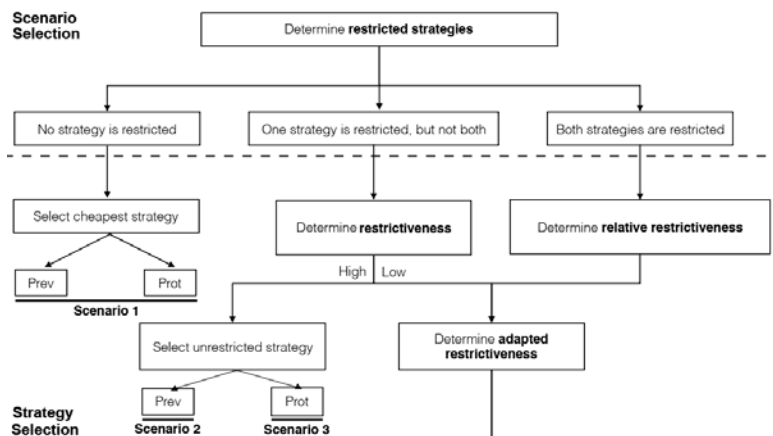 Scenario
Selection
Determine restricted strategies
No strategy is restricted
One strategy is restricted, but not both
Both strategies are restricted
Select cheapest strategy
Determine restrictiveness
Determine relative restrictiveness
High
Low
Prev
Prot
Scenario 1
Select unrestricted strategy
Determine adapted
restrictiveness
Prev
Prot
Scenario 2
Scenario 3
Strategy
Selection